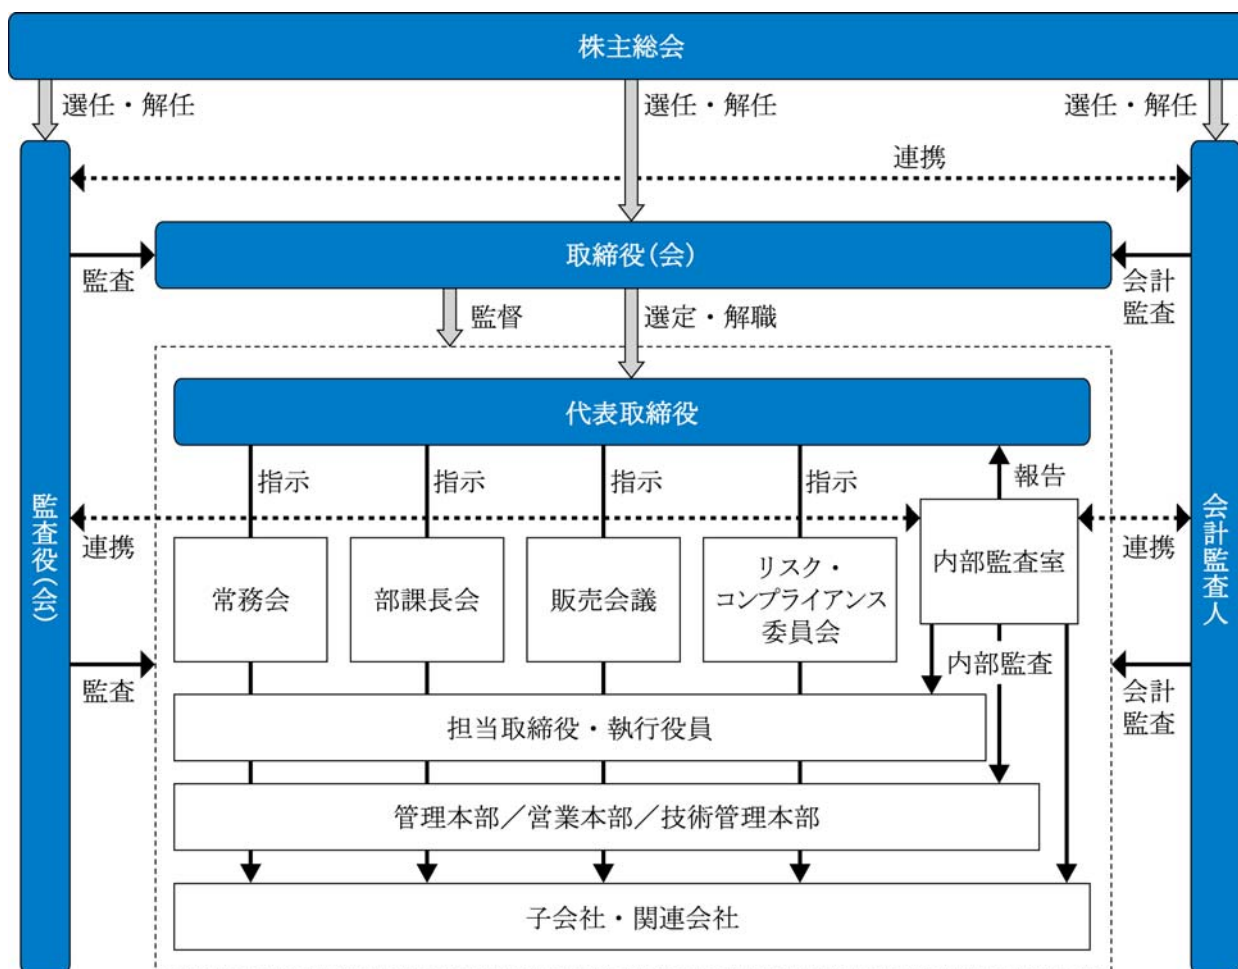 株主総会
選任・解任
選任・解任
選任・解任
連携
取締役(会)
監査
会計
監査
監督
選定・解職
代表取締役
指示
指示
指示
指示
報告
監査役(会)
会計監査人
連携
連携
常務会
部課長会
販売会議
リスク・
コンプライアンス
委員会
内部監査室
内部監査
監査
会計
監査
担当取締役・執行役員
管理本部／営業本部／技術管理本部
子会社・関連会社